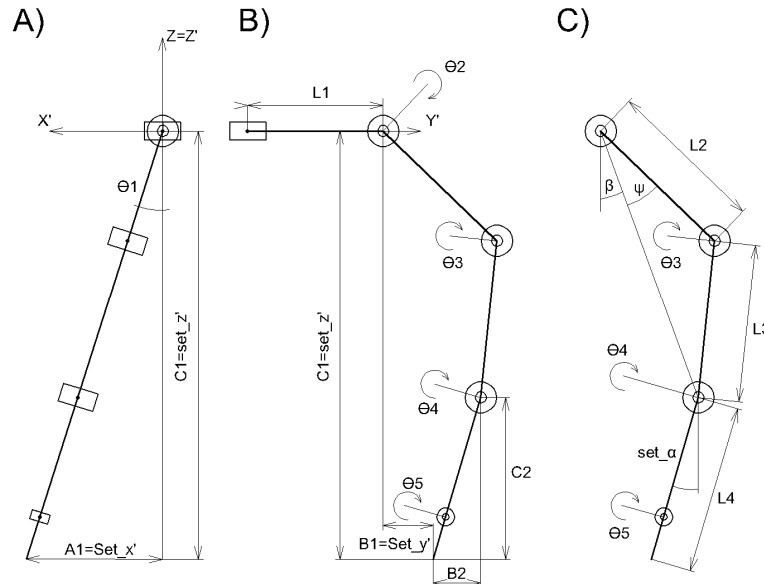 A)
B)
C)
Z=Z'
X'
Θ1
C1=set_z'
A1=Set_x'
L1
Θ2
Y'
Θ3
C1=set_z'
Θ4
C2
Θ5
B1=Set_y'
B2
L2
β
ψ
Θ3
L3
Θ4
set_α
L4
Θ5